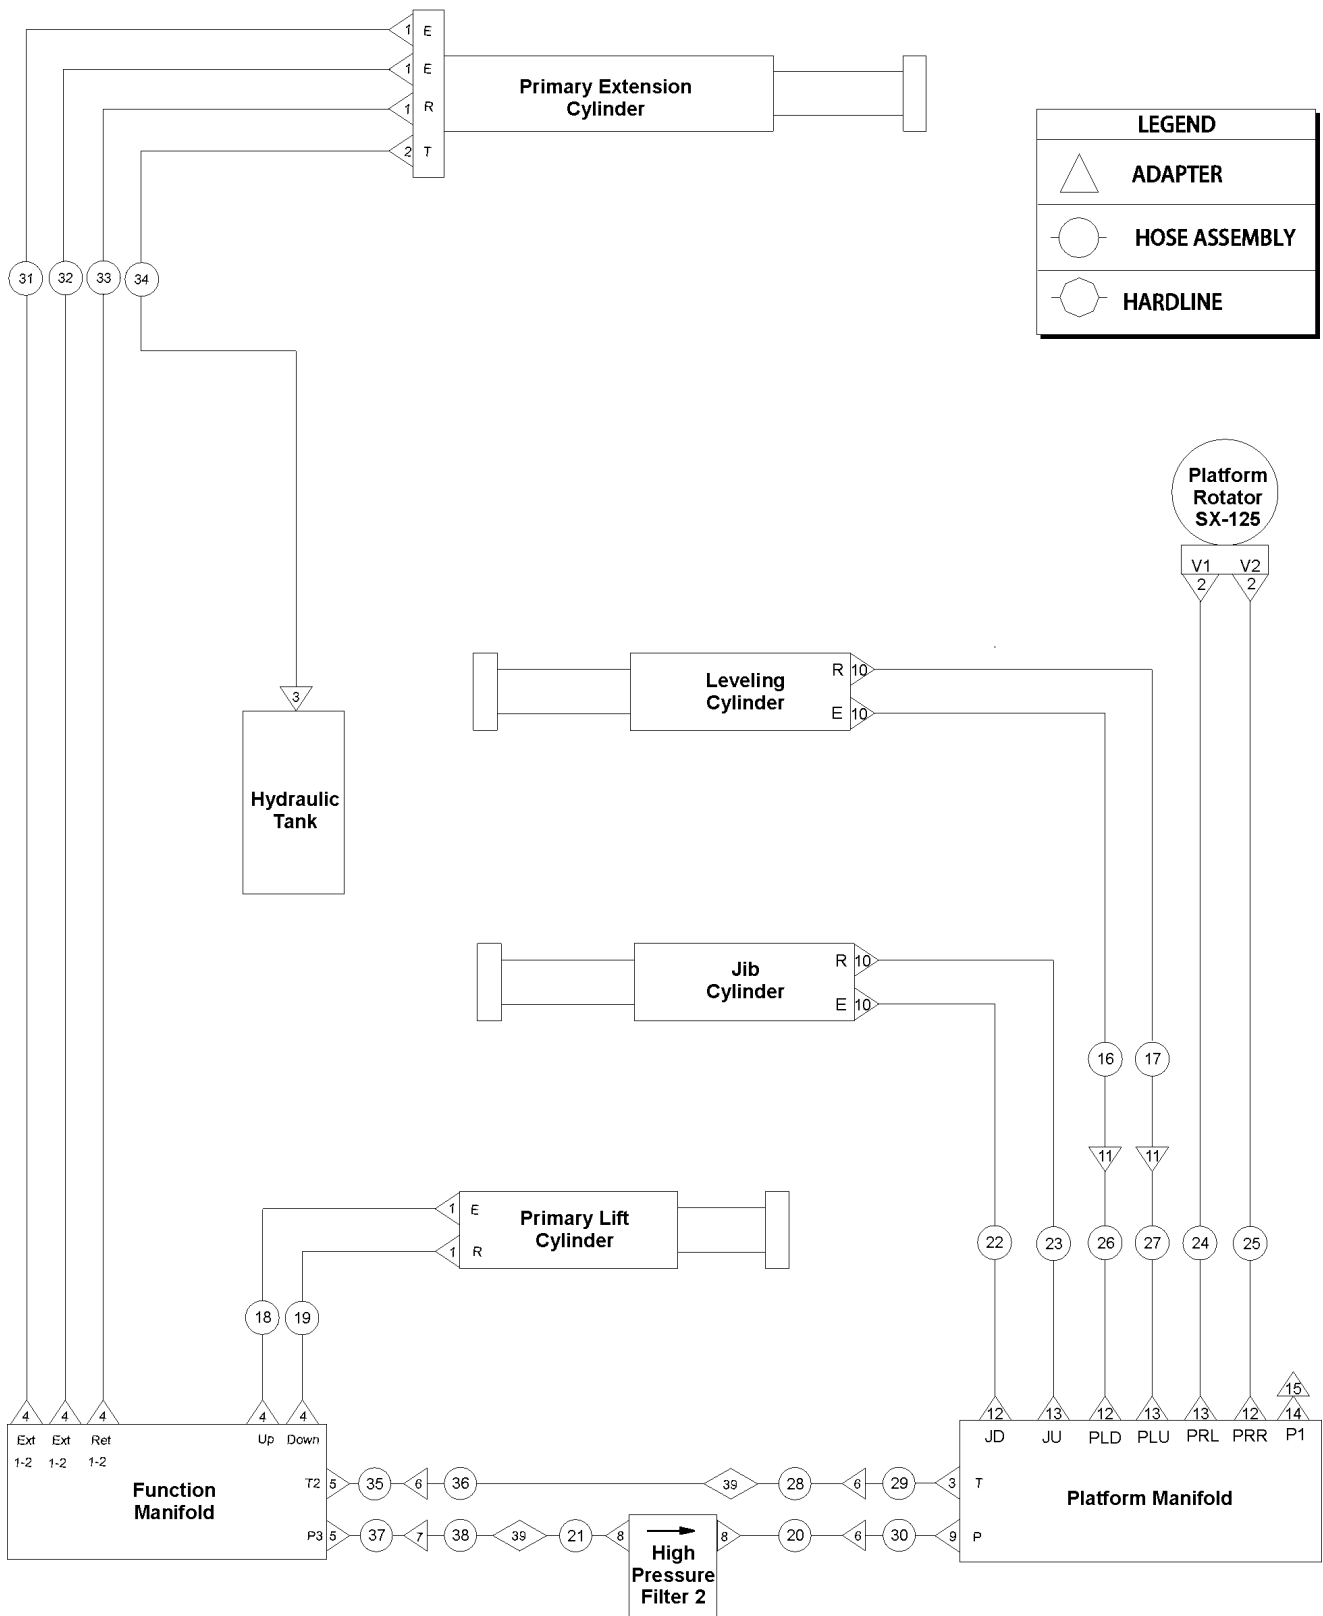 1 E
1 E
1 R
2 T
Primary Extension
Cylinder
LEGEND
ADAPTER
HOSE ASSEMBLY
HARDLINE
31 32 33 34
Platform
Rotator
SX-125
V1 V2
2 2
3
Hydraulic
Tank
Leveling
Cylinder
R 10
E 10
Jib
Cylinder
R 10
E 10
16 17
11 11
1 E
1 R
Primary Lift
Cylinder
22 23 26 27 24 25
18 19
15
4 4 4 4 4
Ext Ext Ret Up Down
1-2 1-2 1-2
12 13 12 13 13 12 14
JD JU PLD PLU PRL PRR P1
Function
Manifold
T2 5 35 6 36 39 28 6 29 3 T
Platform Manifold
P3 5 37 7 38 39 21 8
High
Pressure
Filter 2
8 20 6 30 9 P